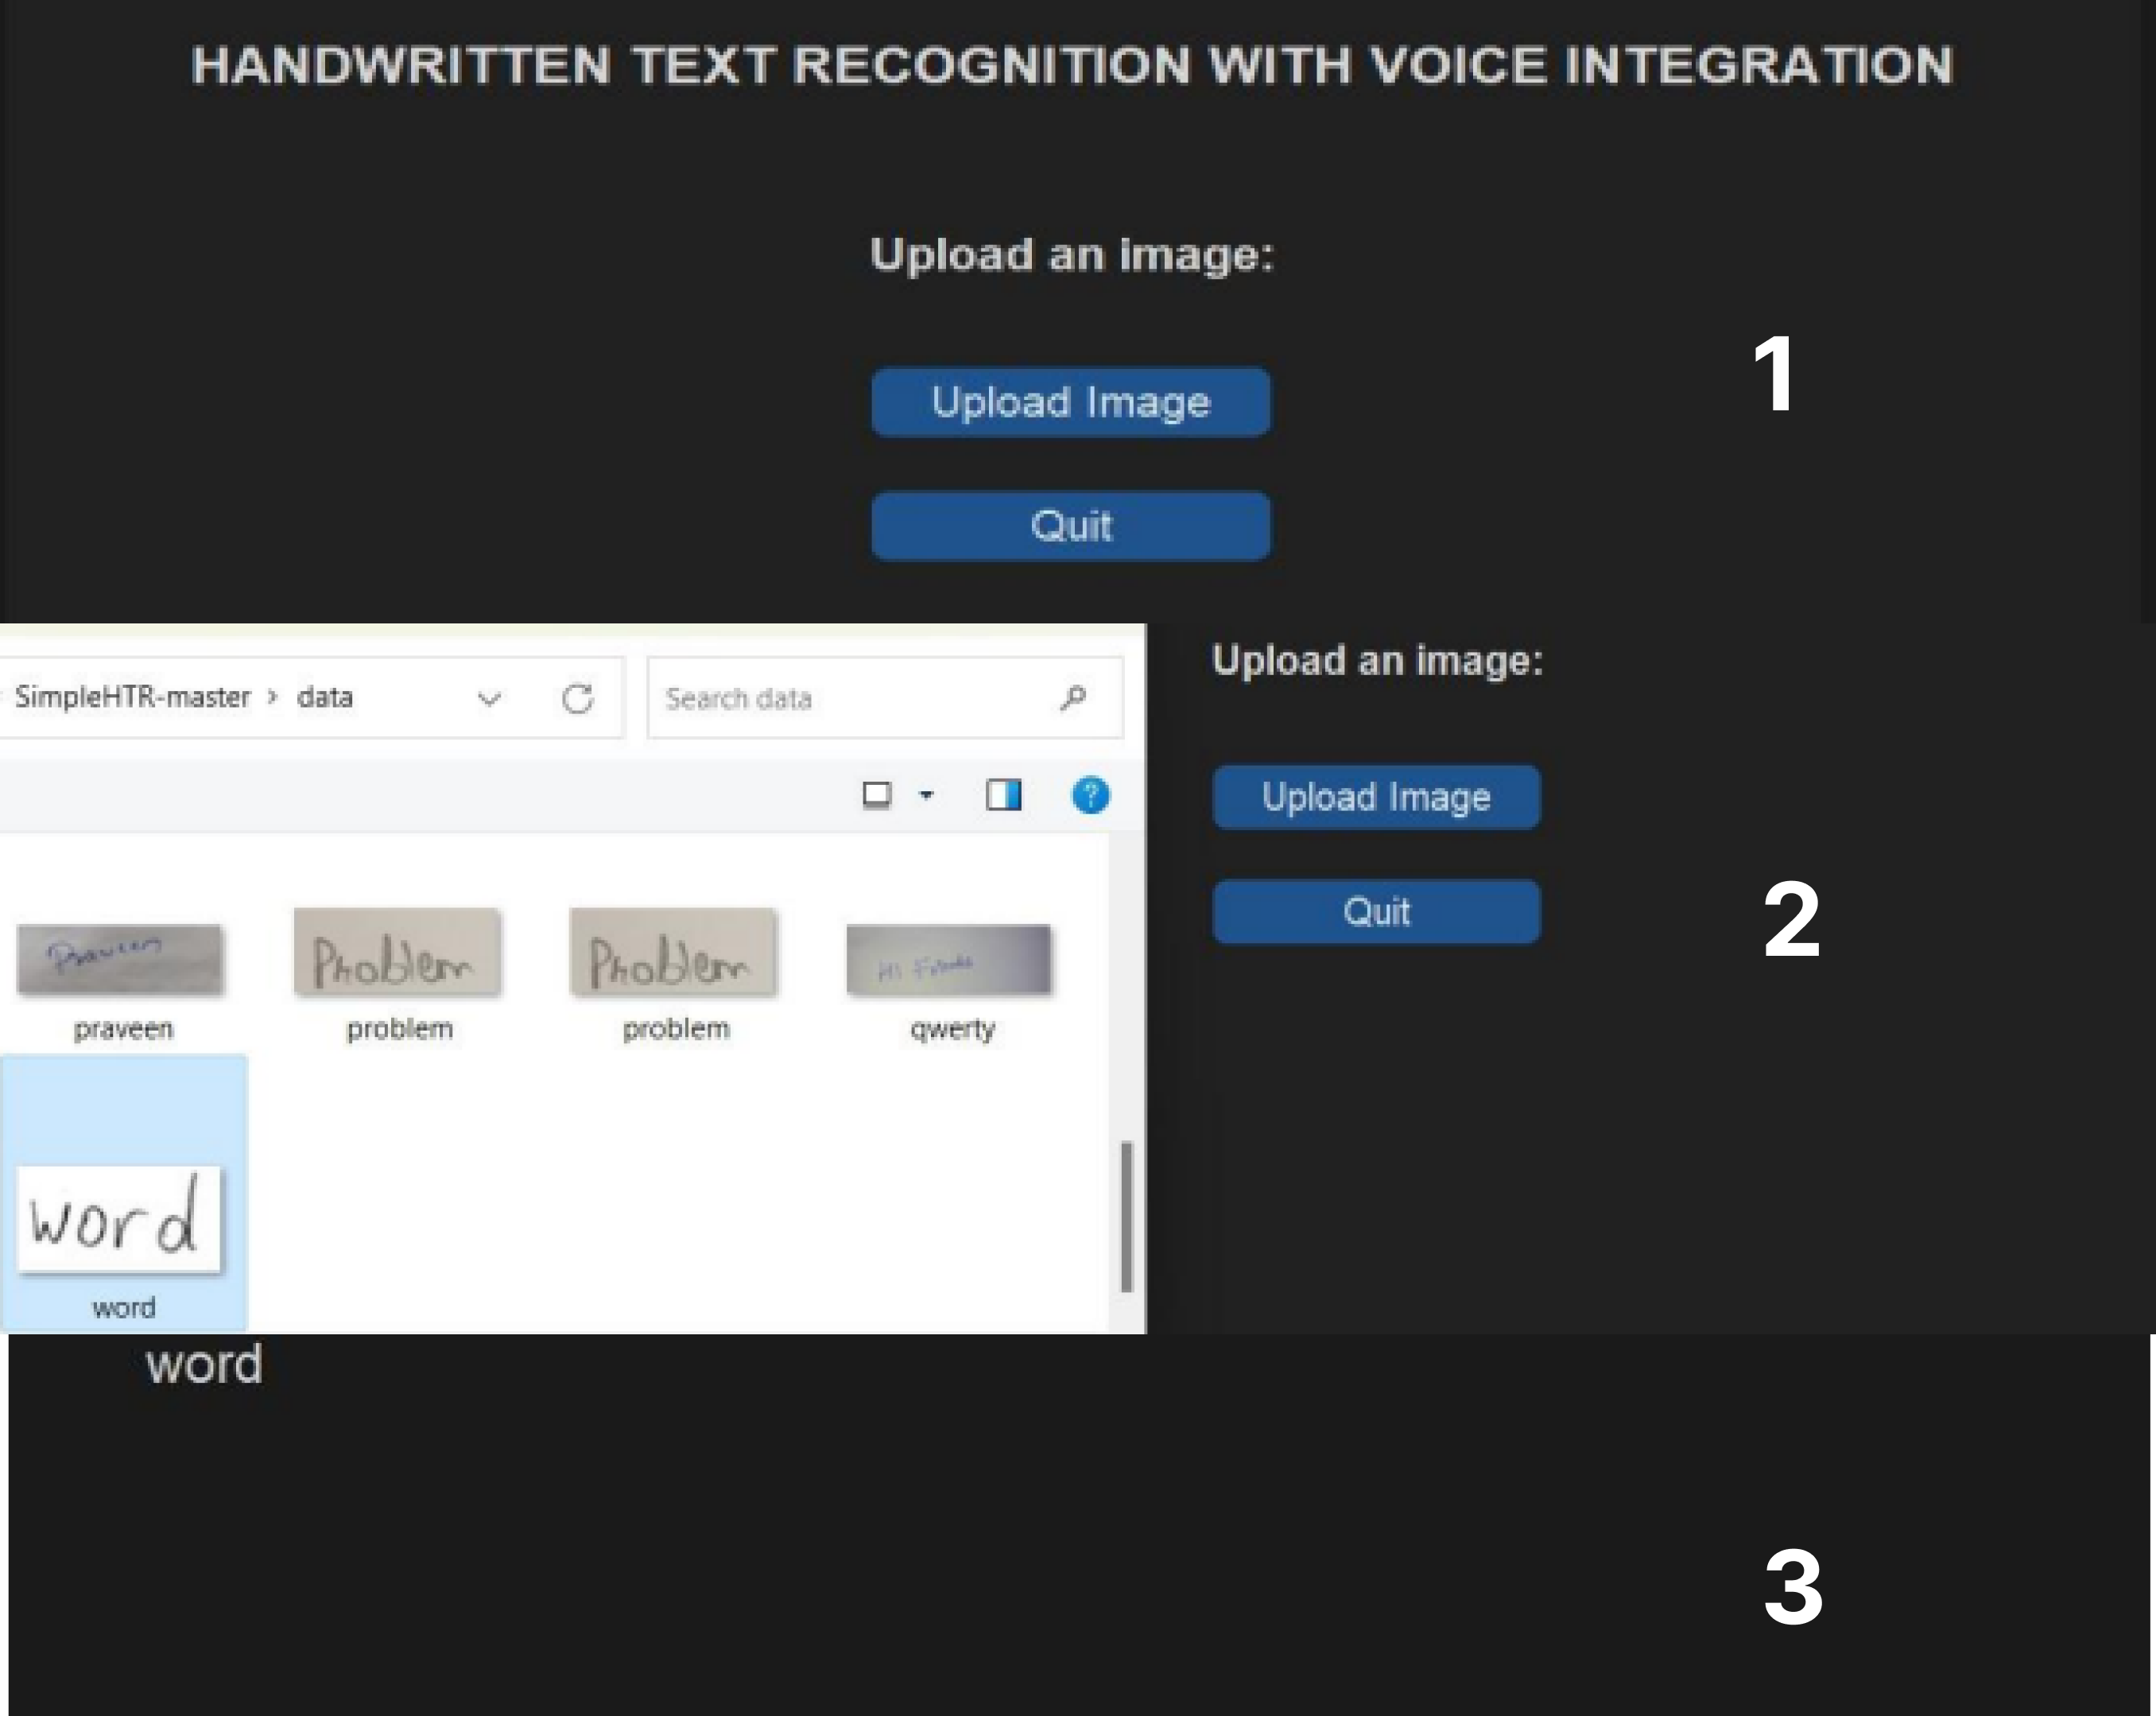 HANDWRITTEN TEXT RECOGNITION WITH VOICE INTEGRATION
Upload an image:
Upload Image
1
Quit
SimpleHTR-master > data
Search data
Upload an image:
Upload Image
Quit
2
?
Praveen
Problem
Problem
Hi
praveen
problem
problem
qwerty
word
word
word
3